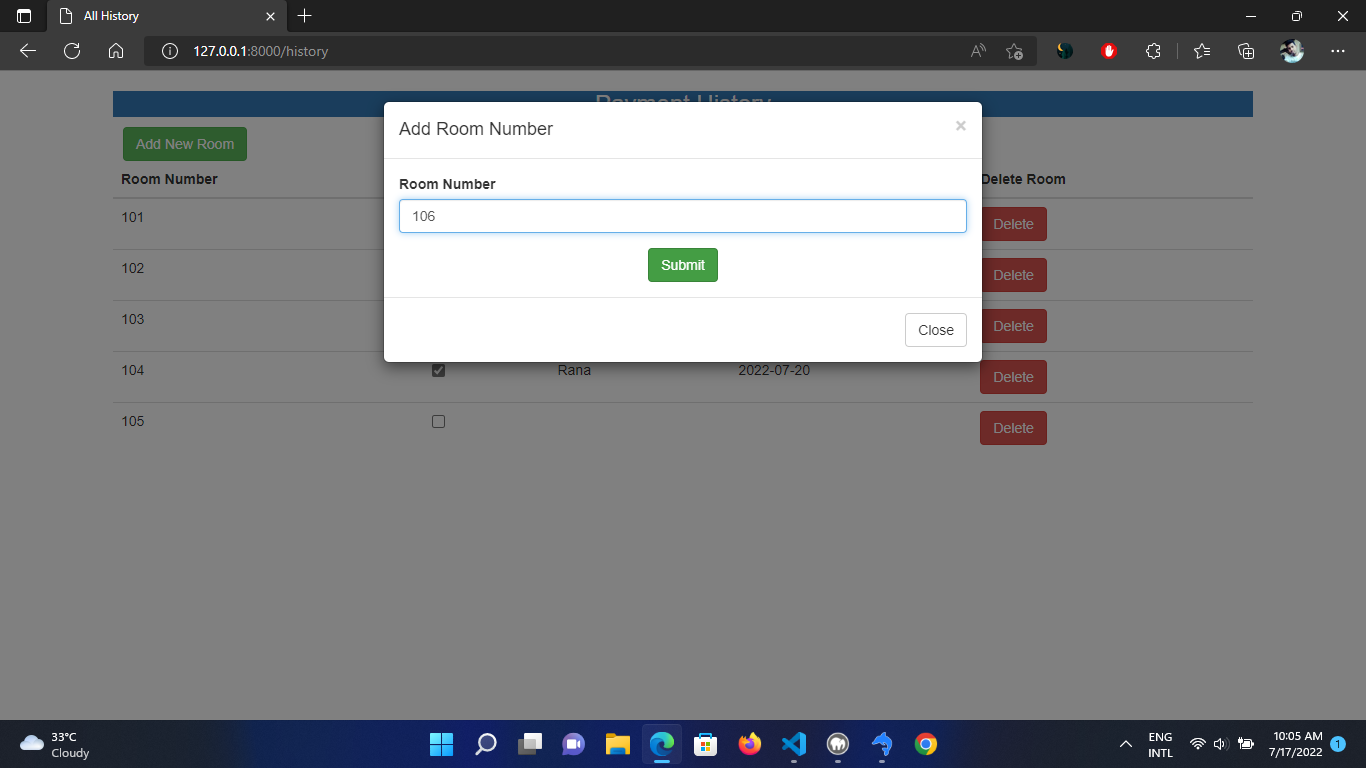 All History
127.0.0.1:8000/history
Payment History
Add New Room
Add Room Number
×
Room Number
Delete Room
Room Number
106
Submit
Close
101
Delete
102
Delete
103
Delete
104 Rana 2022-07-20 Delete
105 Delete
33°C
Cloudy
ENG
INTL
10:05 AM
7/17/2022
1